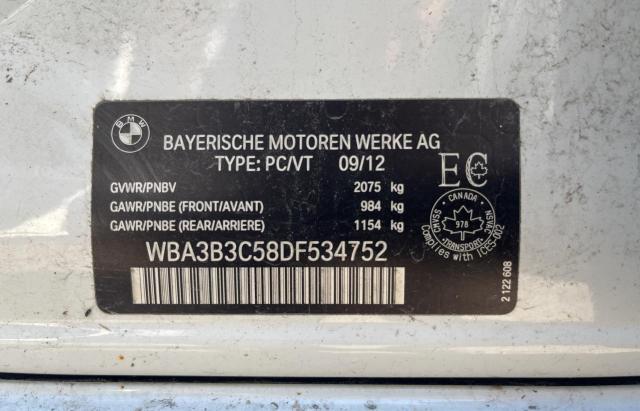 BMW
BAYERISCHE MOTOREN WERKE AG
TYPE: PC/VT 09/12
EC
GVWR/PNBV 2075 kg
GAWR/PNBE (FRONT/AVANT) 984 kg
GAWR/PNBE (REAR/ARRIERE) 1154 kg
CANADA
978
TRANSPORT
Complies with ICES-002
WBA3B3C58DF534752
2 122 608